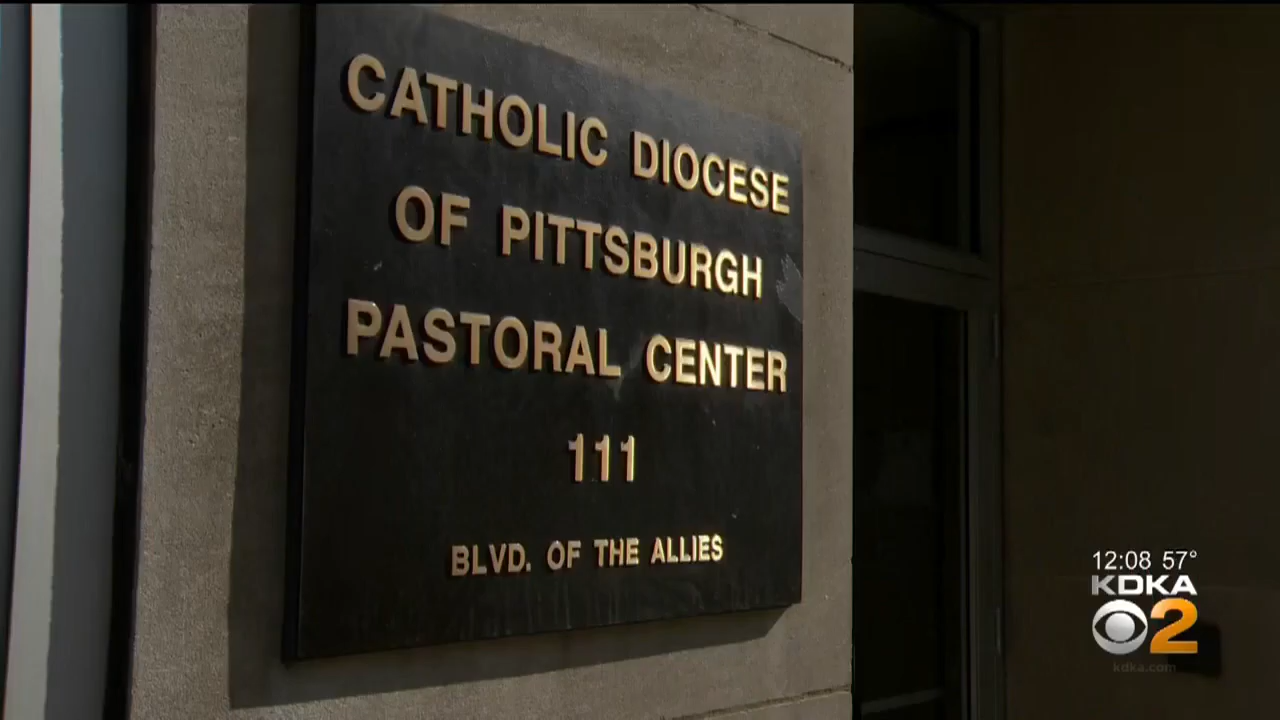 CATHOLIC DIOCESE
OF PITTSBURGH
PASTORAL CENTER
111
BLVD. OF THE ALLIES
12:08 57°
KDKA
2
kdka.com